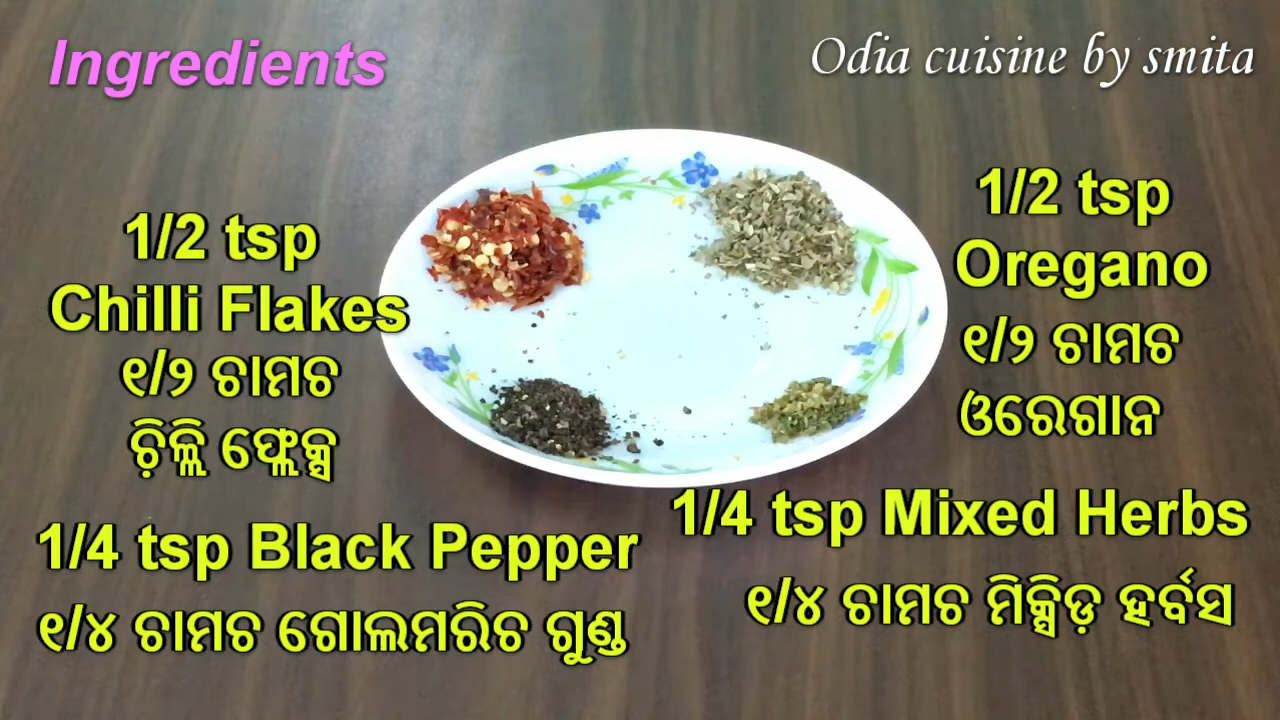 Ingredients
Odia cuisine by smita
1/2 tsp
Chilli Flakes
୧/୨ ଚାମଚ
ଚ଼ିଲ୍ଲି ଫ୍ଲେକ୍ସ
1/2 tsp
Oregano
୧/୨ ଚାମଚ
ଓରେଗାନ
1/4 tsp Black Pepper
୧/୪ ଚାମଚ ଗୋଲମରିଚ ଗୁଣ୍ଡ
1/4 tsp Mixed Herbs
୧/୪ ଚାମଚ ମିକ୍ସିଡ଼ ହର୍ବସ